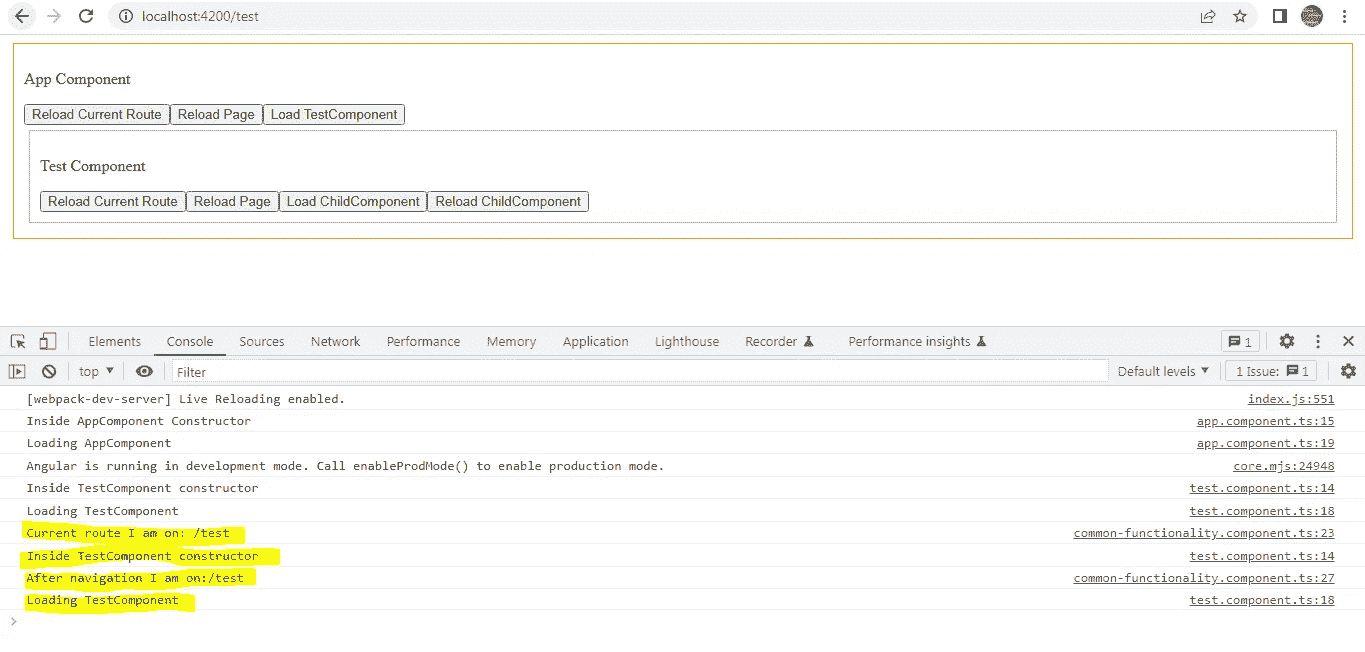 localhost:4200/test
App Component
Reload Current Route Reload Page Load TestComponent
Test Component
Reload Current Route Reload Page Load ChildComponent Reload ChildComponent
Elements Console Sources Network Performance Memory Application Lighthouse Recorder Performance insights 1
top Filter Default levels 1 Issue: 1
[webpack-dev-server] Live Reloading enabled. index.js:551
Inside AppComponent Constructor app.component.ts:15
Loading AppComponent app.component.ts:19
Angular is running in development mode. Call enableProdMode() to enable production mode. core.mjs:24948
Inside TestComponent constructor test.component.ts:14
Loading TestComponent test.component.ts:18
Current route I am on: /test common-functionality.component.ts:23
Inside TestComponent constructor test.component.ts:14
After navigation I am on:/test common-functionality.component.ts:27
Loading TestComponent test.component.ts:18